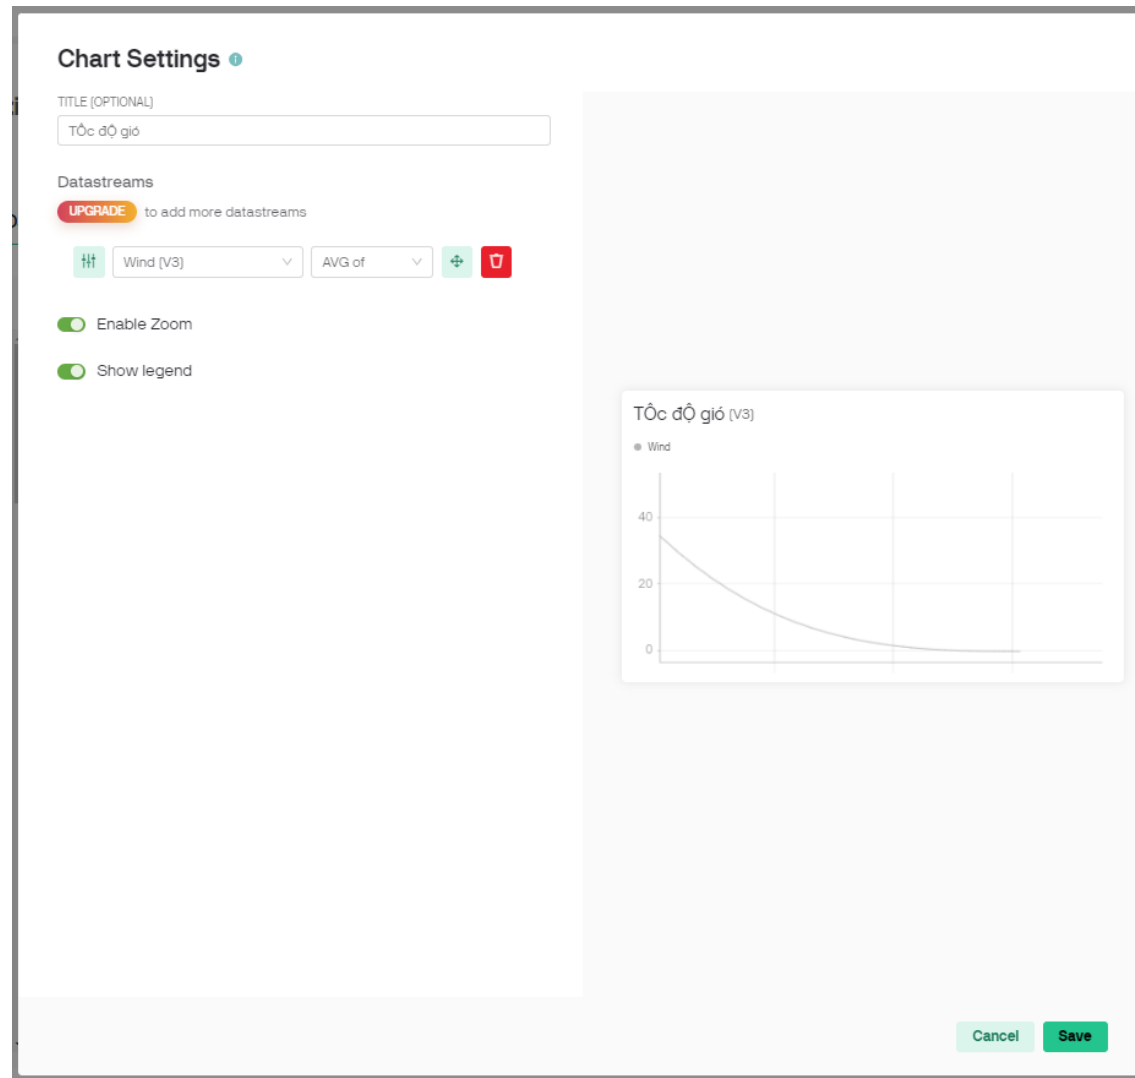 Chart Settings
TITLE (OPTIONAL)
TÔc độ gió
Datastreams
UPGRADE to add more datastreams
Wind (V3) AVG of
Enable Zoom
Show legend
TÔc độ gió (V3)
Wind
40
20
0
Cancel Save